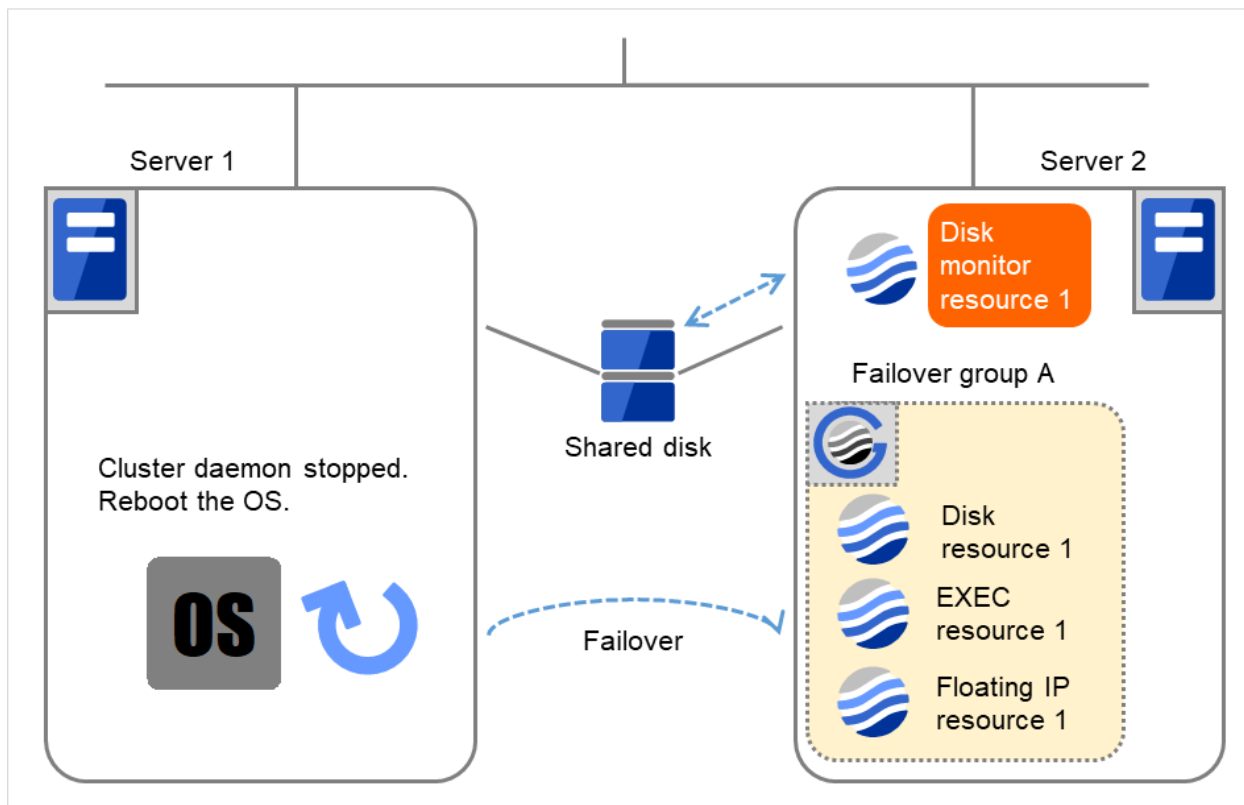 Server 1
Server 2
Disk
monitor
resource 1
Failover group A
Shared disk
Cluster daemon stopped.
Reboot the OS.
OS
Failover
Disk
resource 1
EXEC
resource 1
Floating IP
resource 1